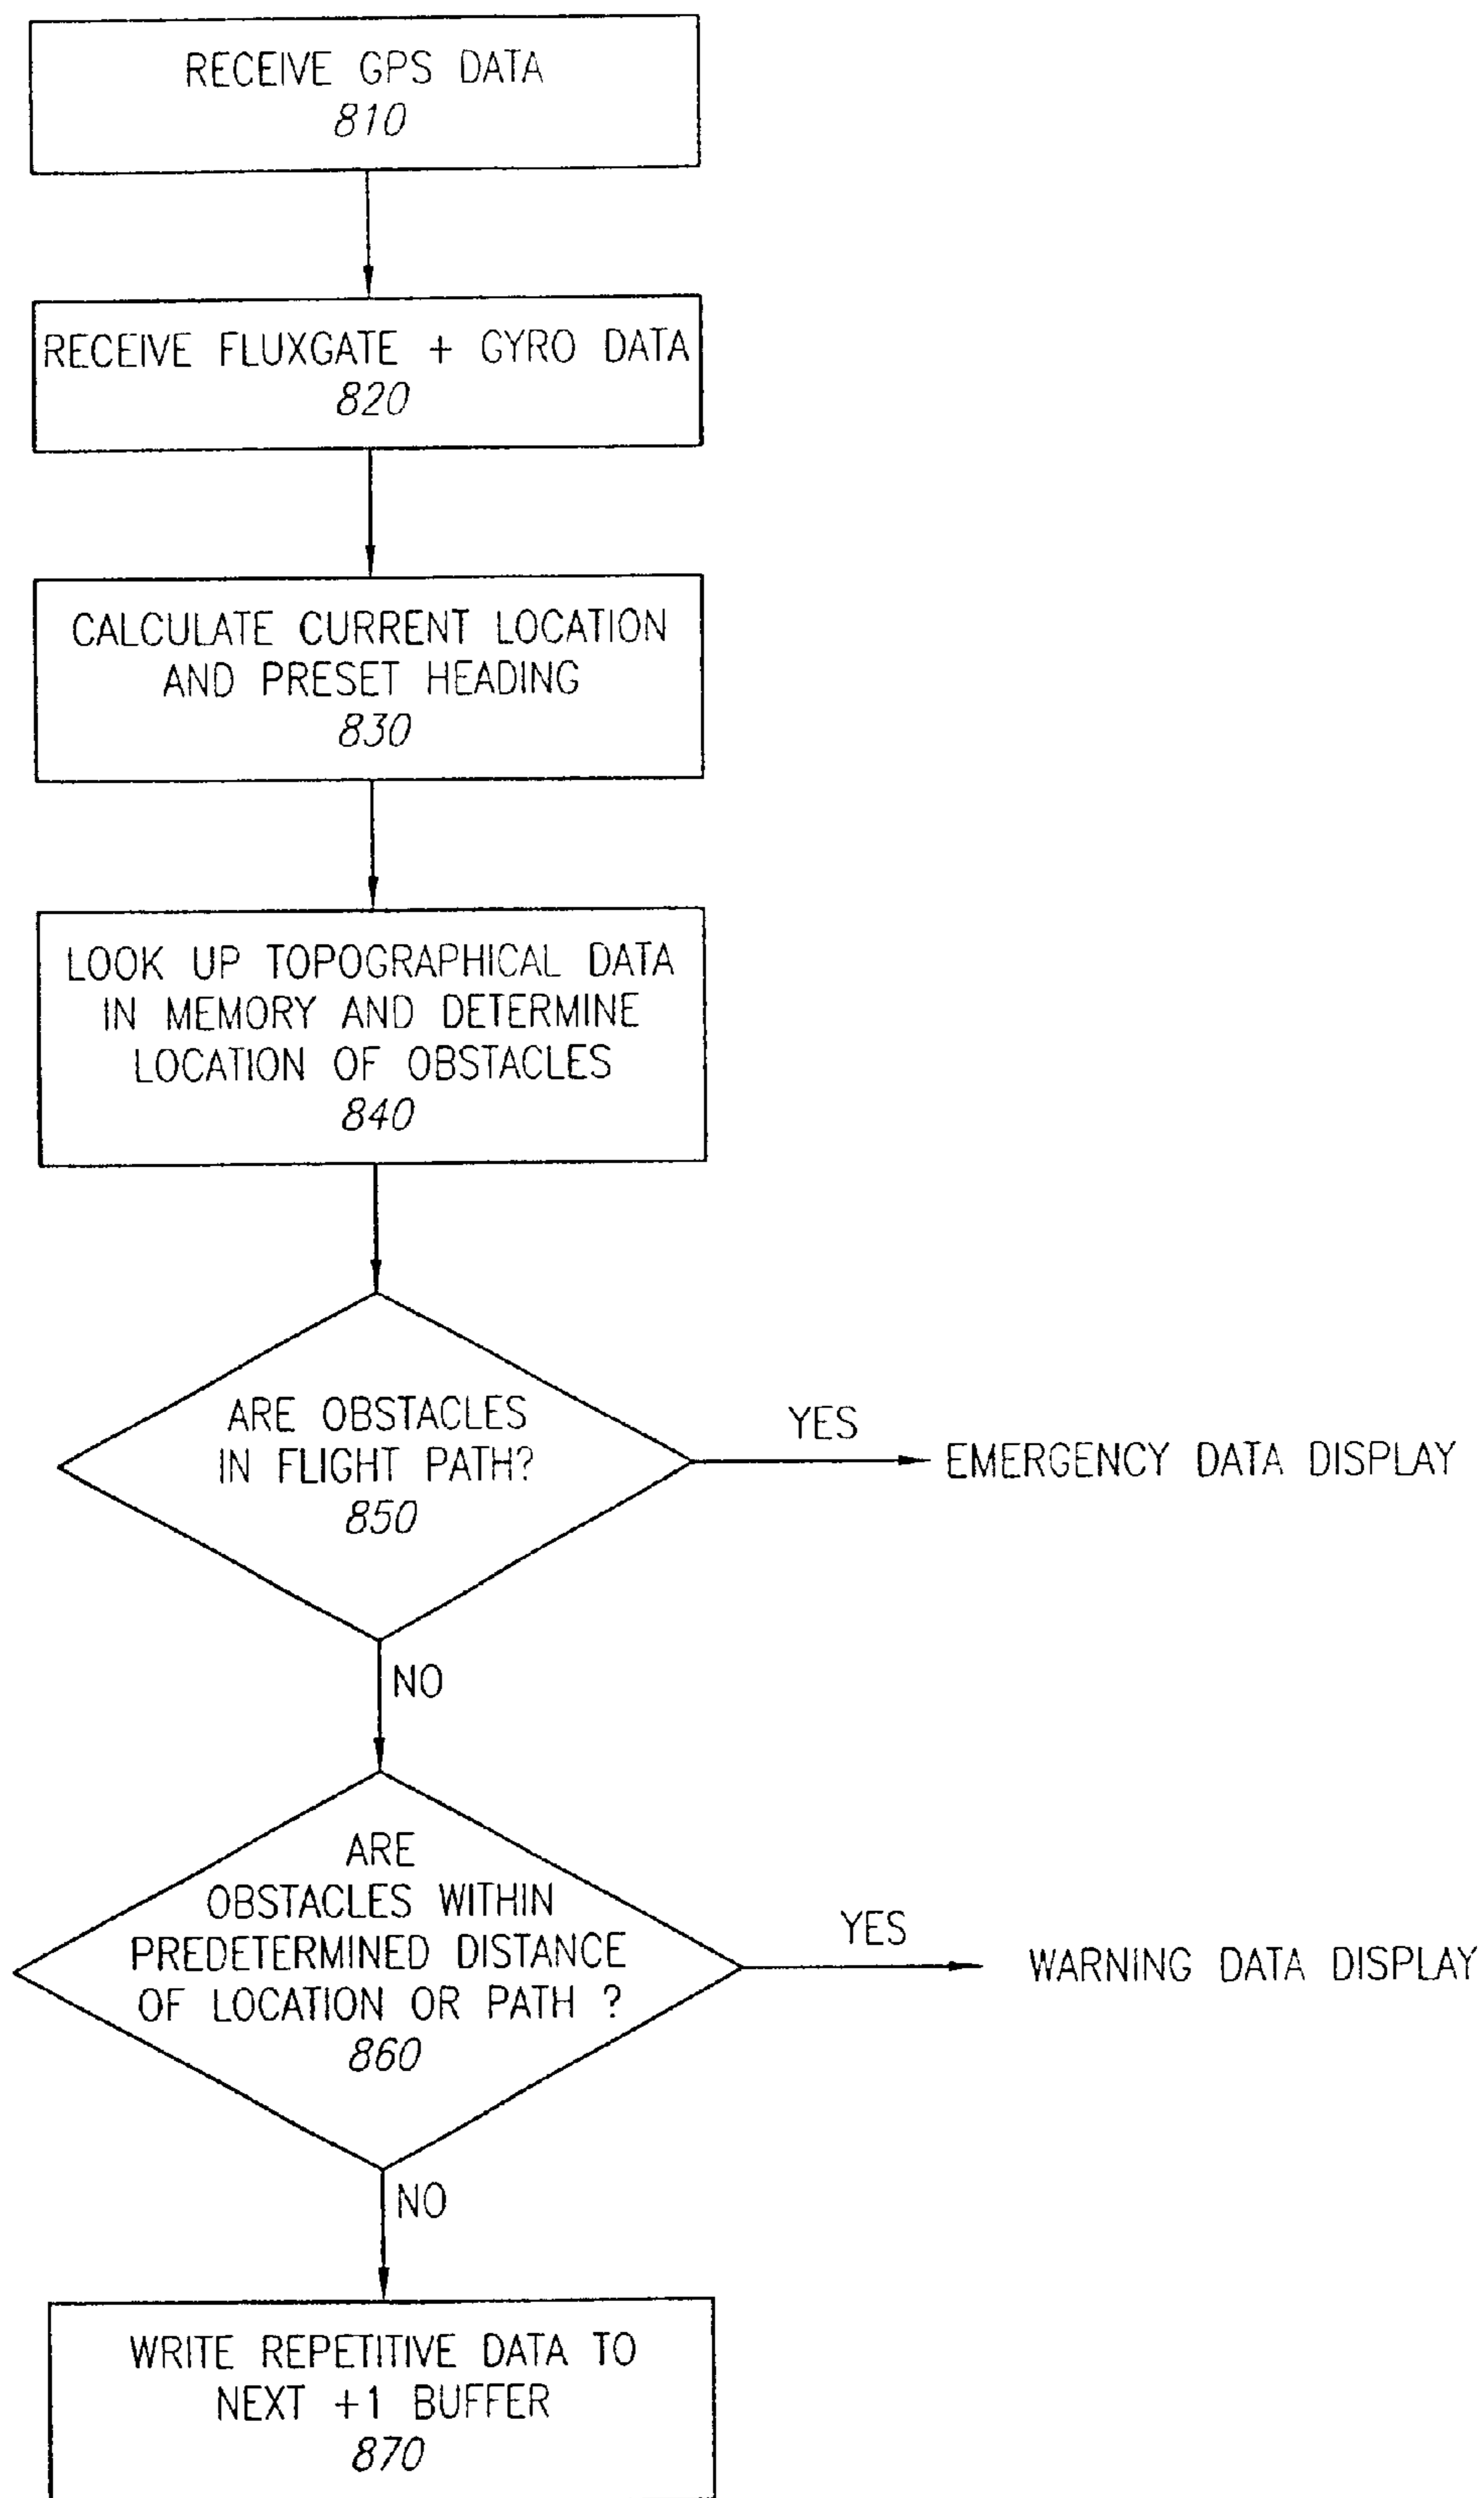 RECEIVE GPS DATA
810
RECEIVE FLUXGATE + GYRO DATA
820
CALCULATE CURRENT LOCATION
AND PRESET HEADING
830
LOOK UP TOPOGRAPHICAL DATA
IN MEMORY AND DETERMINE
LOCATION OF OBSTACLES
840
ARE OBSTACLES
IN FLIGHT PATH?
850
YES
EMERGENCY DATA DISPLAY
NO
ARE
OBSTACLES WITHIN
PREDETERMINED DISTANCE
OF LOCATION OR PATH ?
860
YES
WARNING DATA DISPLAY
NO
WRITE REPETITIVE DATA TO
NEXT +1 BUFFER
870